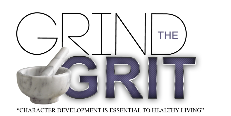 GRIND
THE
GRIT
"CHARACTER DEVELOPMENT IS ESSENTIAL TO HEALTHY LIVING"